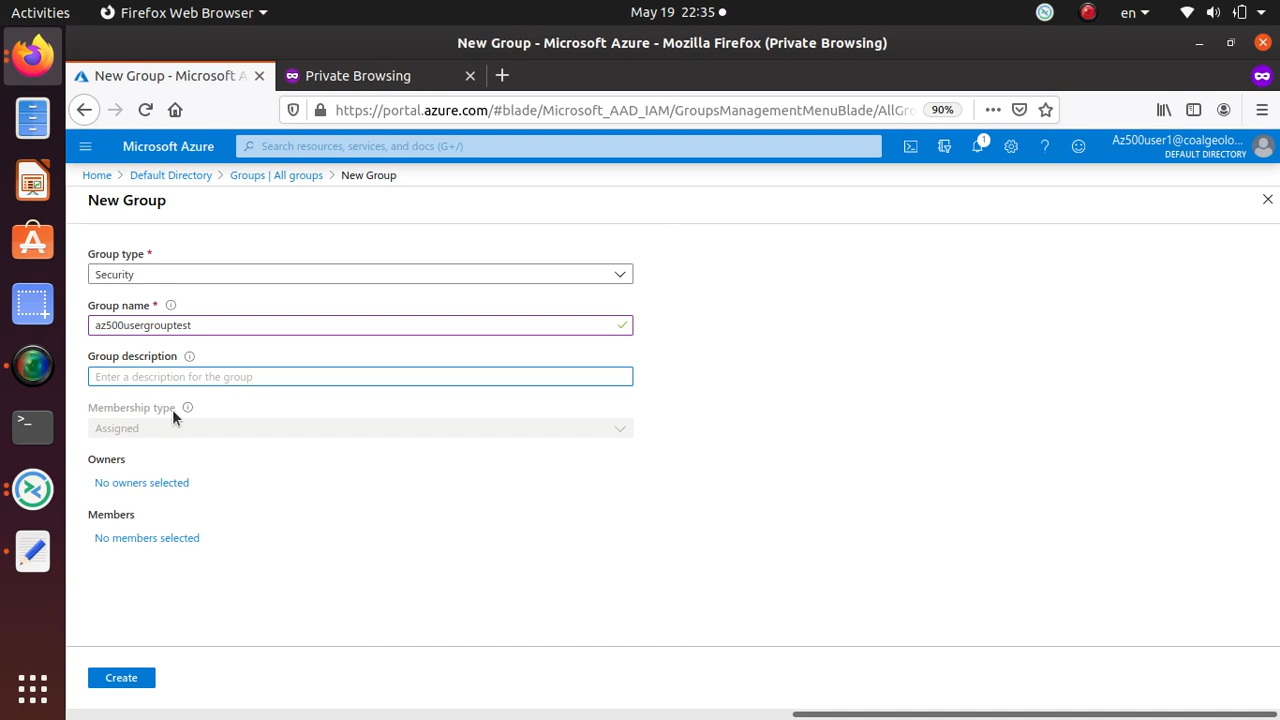 Activities
Firefox Web Browser
May 19 22:35
en
New Group - Microsoft Azure - Mozilla Firefox (Private Browsing)
New Group - Microsoft A
Private Browsing
https://portal.azure.com/#blade/Microsoft_AAD_IAM/GroupsManagementMenuBlade/AllGro
90%
Microsoft Azure
Search resources, services, and docs (G+/)
1
Az500user1@coalgeolo...
DEFAULT DIRECTORY
Home > Default Directory > Groups | All groups > New Group
New Group
Group type *
Security
Group name *
az500usergrouptest
Group description
Enter a description for the group
Membership type
Assigned
Owners
No owners selected
Members
No members selected
Create